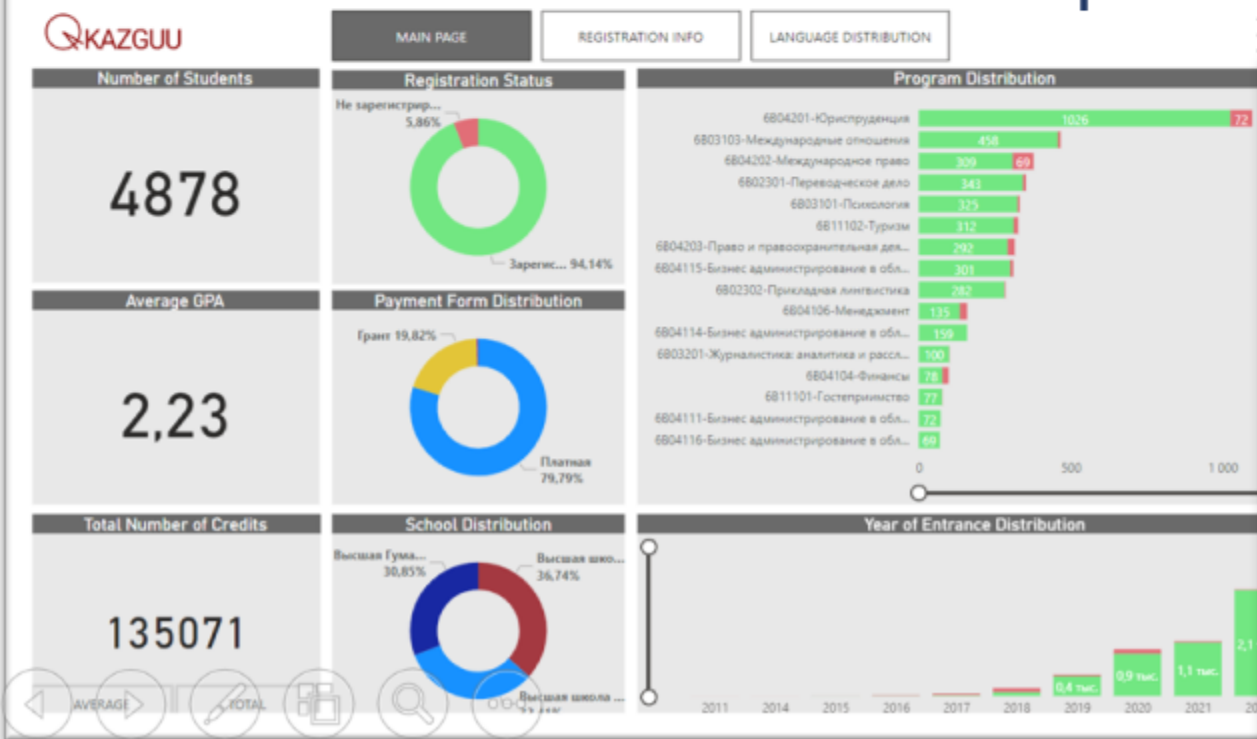 KAZGUU
MAIN PAGE
REGISTRATION INFO
LANGUAGE DISTRIBUTION
Number of Students
4878
Average GPA
2,23
Total Number of Credits
135071
AVERAGE
TOTAL
Registration Status
Не зарегистрир...
5,86%
Зарегис... 94,14%
Payment Form Distribution
Грант 19,82%
Платная
79,79%
School Distribution
Высшая Гума...
30,85%
Высшая шко...
36,74%
Высшая школа ...
Program Distribution
6B04201-Юриспруденция 1026 72
6B03103-Международные отношения 458
6B04202-Международное право 309 69
6B02301-Переводческое дело 343
6B03101-Психология 325
6B11102-Туризм 312
6B04203-Право и правоохранительная дея... 292
6B04115-Бизнес администрирование в обл... 301
6B02302-Прикладная лингвистика 282
6B04106-Менеджмент 135
6B04114-Бизнес администрирование в обл... 159
6B03201-Журналистика: аналитика и рассл... 100
6B04104-Финансы 78
6B11101-Гостеприимство 77
6B04111-Бизнес администрирование в обл... 72
6B04116-Бизнес администрирование в обл... 69
0 500 1 000
Year of Entrance Distribution
0,4 тыс. 0,9 тыс. 1,1 тыс. 2,1
2011 2014 2015 2016 2017 2018 2019 2020 2021 20